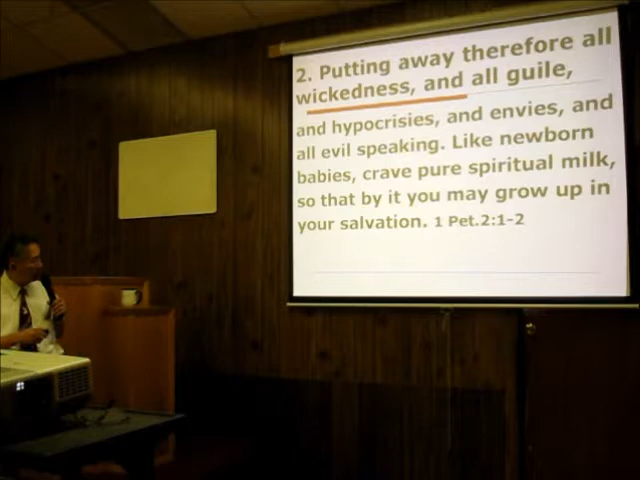 2. Putting away therefore all
wickedness, and all guile,
and hypocrisies, and envies, and
all evil speaking. Like newborn
babies, crave pure spiritual milk,
so that by it you may grow up in
your salvation. 1 Pet.2:1-2